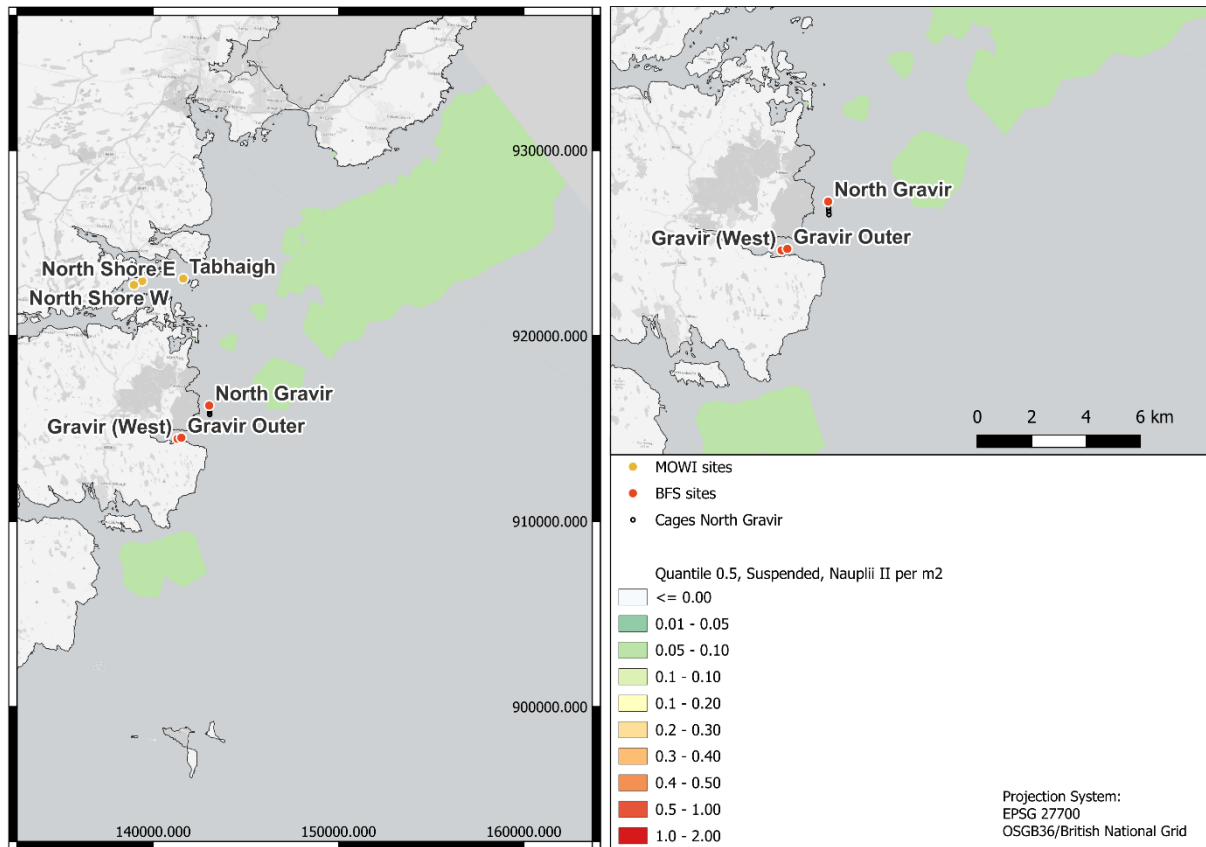 930000.000
North Shore E
Tabhaigh
North Shore W
920000.000
North Gravir
Gravir (West)
Gravir Outer
910000.000
900000.000
140000.000
150000.000
160000.000
North Gravir
Gravir (West)
Gravir Outer
0 2 4 6 km
MOWI sites
BFS sites
Cages North Gravir
Quantile 0.5, Suspended, Nauplii II per m2
<= 0.00
0.01 - 0.05
0.05 - 0.10
0.1 - 0.10
0.1 - 0.20
0.2 - 0.30
0.3 - 0.40
0.4 - 0.50
0.5 - 1.00
1.0 - 2.00
Projection System:
EPSG 27700
OSGB36/British National Grid